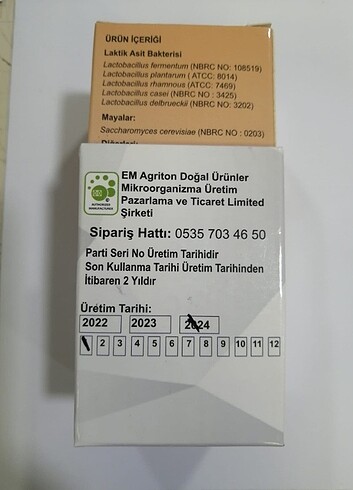 ÜRÜN İÇERİĞİ
Laktik Asit Bakterisi
Lactobacillus fermentum (NBRC NO: 108519)
Lactobacillus plantarum ( ATCC: 8014)
Lactobacillus rhamnous (ATCC: 7469)
Lactobacillus casei (NBRC NO : 3425)
Lactobacillus delbrueckii (NBRC NO: 3202)
Mayalar:
Saccharomyces cerevisiae (NBRC NO : 0203)
Diğerleri:
EM Agriton Doğal Ürünler
Mikroorganizma Üretim
Pazarlama ve Ticaret Limited
Şirketi
AUTHORIZED
MANUFACTURER
Sipariş Hattı: 0535 703 46 50
Parti Seri No Üretim Tarihidir
Son Kullanma Tarihi Üretim Tarihinden
İtibaren 2 Yıldır
Üretim Tarihi:
2022 2023 2024
2 3 4 5 6 7 8 9 10 11 12